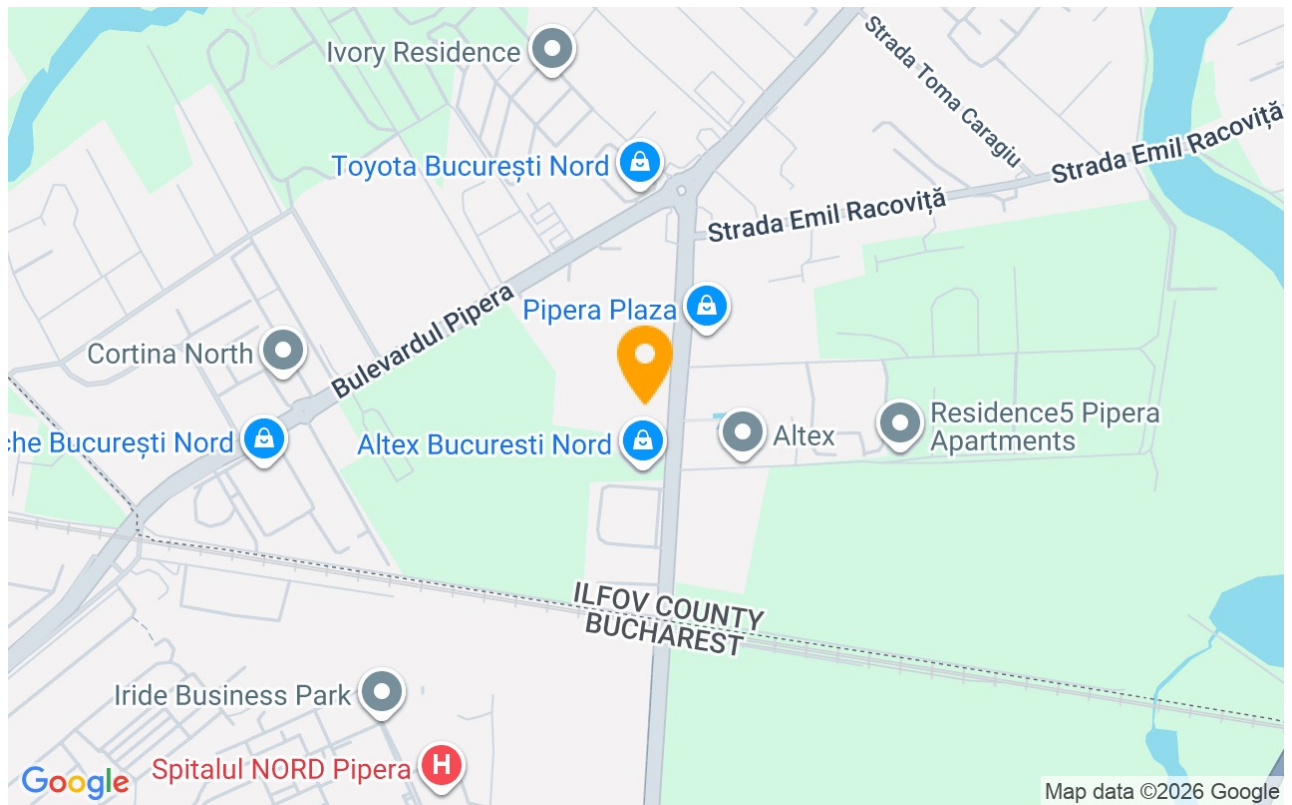 Ivory Residence
Strada Toma Caragiu
Strada Emil Racoviță
Toyota București Nord
Strada Emil Racoviță
Pipera Plaza
Bulevardul Pipera
Cortina North
Residence5 Pipera
Apartments
che București Nord
Altex Bucuresti Nord
Altex
ILFOV COUNTY
BUCHAREST
Iride Business Park
Spitalul NORD Pipera
H
Google
Map data ©2026 Google